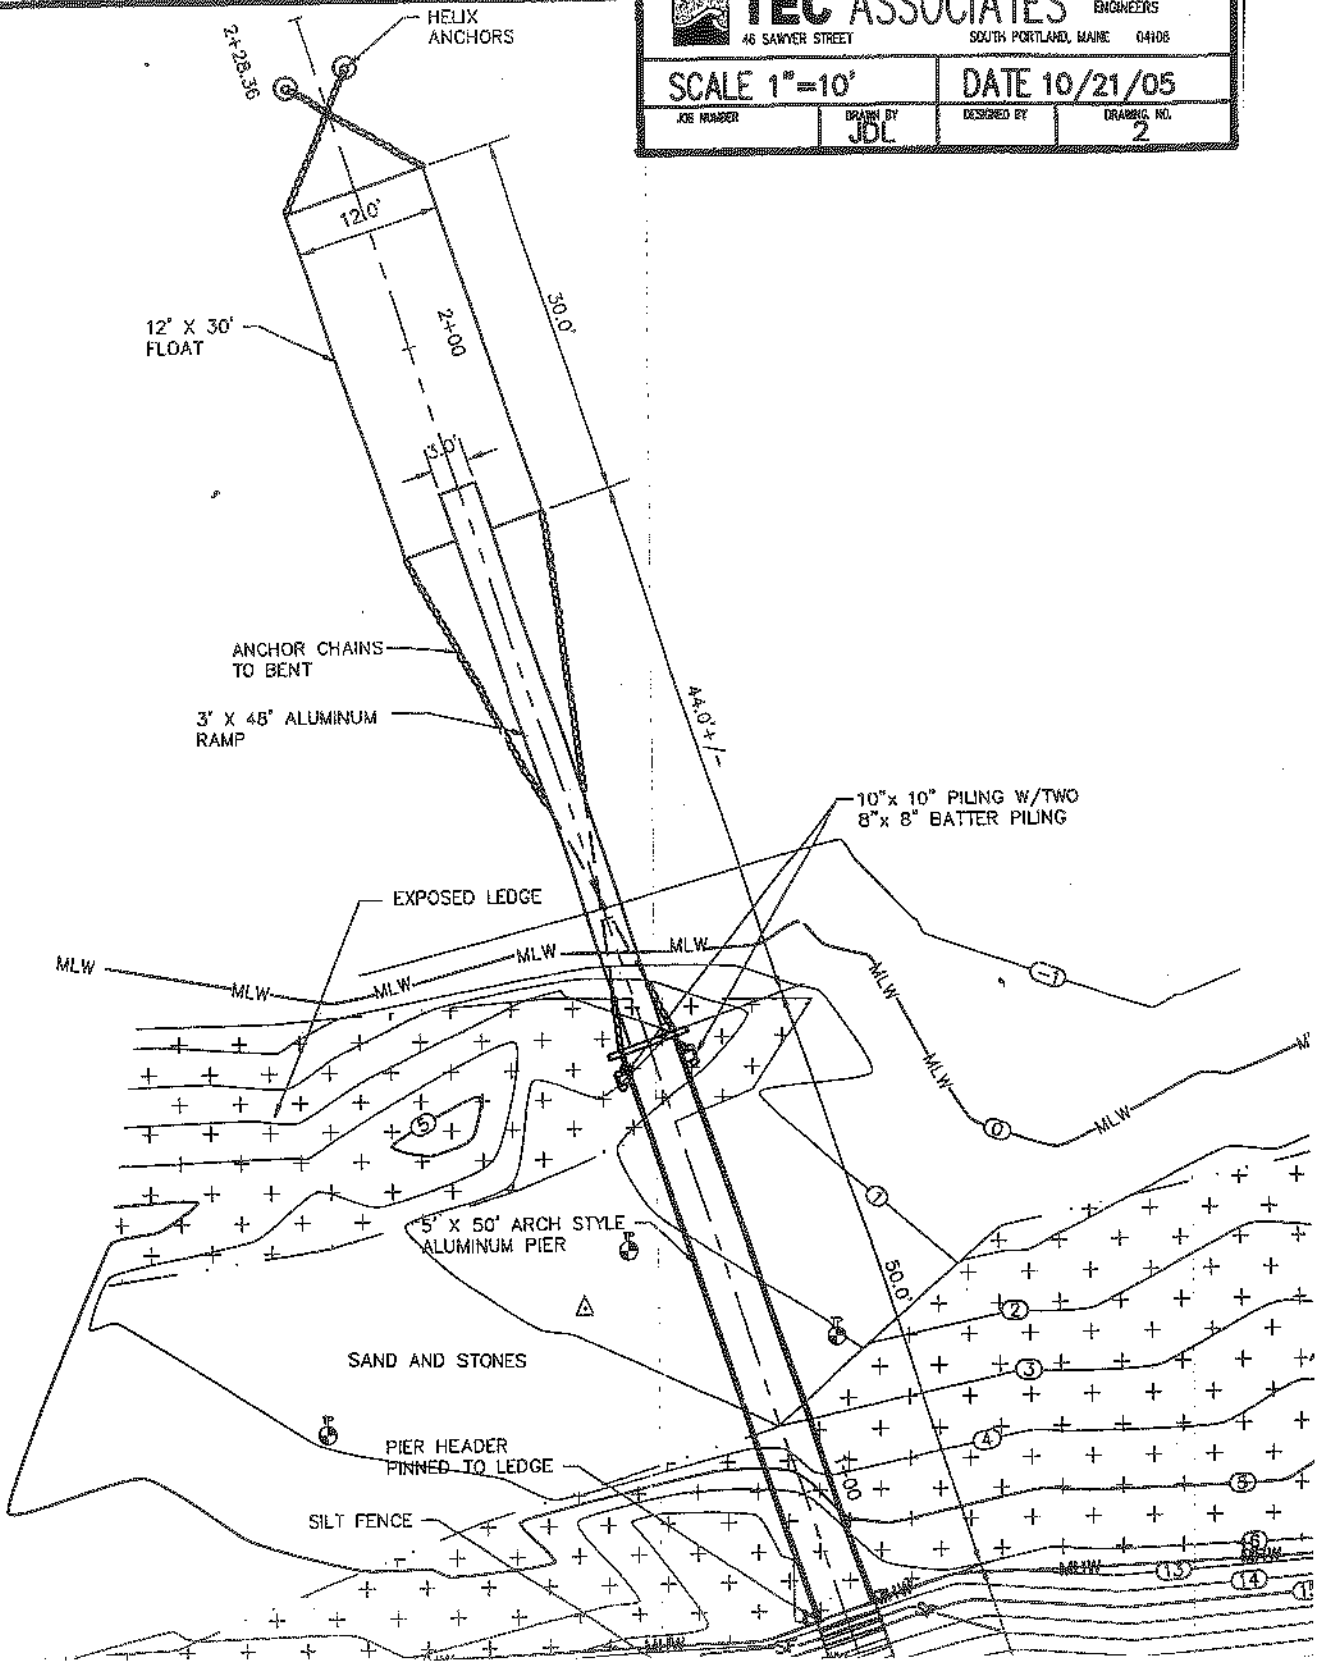 TEC ASSOCIATES ENGINEERS
46 SAWYER STREET SOUTH PORTLAND, MAINE 04106
SCALE 1"=10' DATE 10/21/05
JOB NUMBER DRAWN BY DESIGNED BY DRAWING NO.
JDL 2
HELIX
ANCHORS
2+28.36
12.0'
30.0'
2+00
12' X 30'
FLOAT
3.0'
ANCHOR CHAINS
TO BENT
3' X 48' ALUMINUM
RAMP
44.0'+/-
10"x 10" PILING W/TWO
8"x 8" BATTER PILING
EXPOSED LEDGE
MLW
MLW
MLW
MLW
MLW
MLW
MLW
MLW
-1
0
5
1
5' X 50' ARCH STYLE
ALUMINUM PIER
50.0'
2
SAND AND STONES
3
PIER HEADER
PINNED TO LEDGE
4
1+00
5
SILT FENCE
6
MHW
MHW
13
14
MHW
MHW